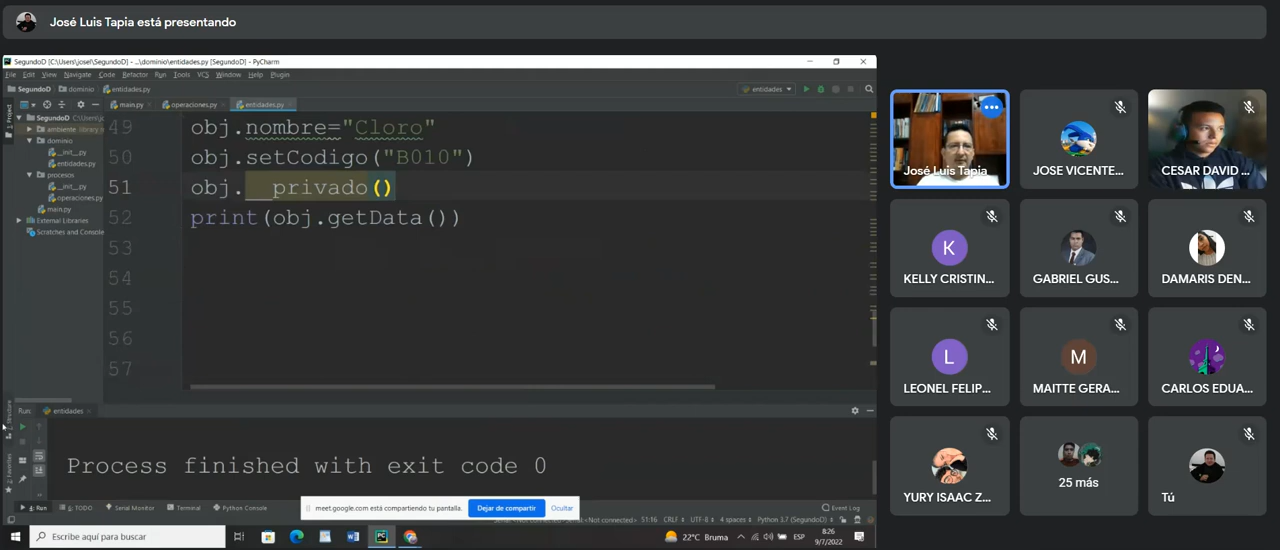 José Luis Tapia está presentando
SegundoD [C:\Users\josel\SegundoD] - ...\dominio\entidades.py [SegundoD] - PyCharm
File Edit View Navigate Code Refactor Run Tools VCS Window Help
SegundoD dominio entidades.py
entidades
main.py operaciones.py entidades.py
SegundoD
ambiente library
dominio
__init__.py
entidades.py
procesos
__init__.py
operaciones.py
main.py
External Libraries
Scratches and Console
49 obj.nombre="Cloro"
50 obj.setCodigo("B010")
51 obj.__privado()
52 print(obj.getData())
53
54
55
56
57
Run: entidades
Process finished with exit code 0
Run TODO Serial Monitor Terminal Python Console
Event Log
meet.google.com está compartiendo tu pantalla. Dejar de compartir Ocultar
51:16 CRLF UTF-8 4 spaces Python 3.7 (SegundoD)
Escribe aquí para buscar
22°C Bruma
ESP
8:26
9/7/2022
José Luis Tapia
JOSE VICENTE...
CESAR DAVID ...
K
KELLY CRISTIN...
GABRIEL GUS...
DAMARIS DEN...
L
LEONEL FELIP...
M
MAITTE GERA...
CARLOS EDUA...
YURY ISAAC Z...
25 más
Tú